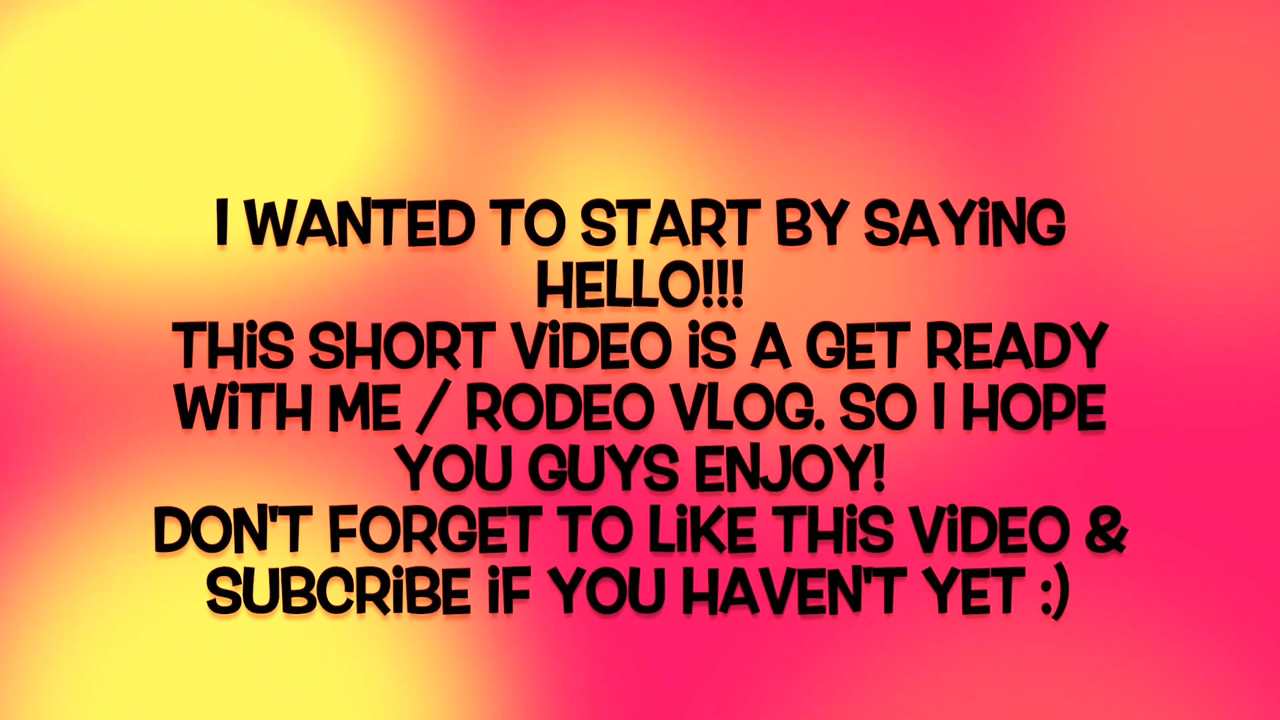 I WANTED TO START BY SAYiNG
HELLO!!!
THiS SHORT ViDEO iS A GET READY
WiTH ME / RODEO VLOG. SO I HOPE
YOU GUYS ENJOY!
DON'T FORGET TO LiKE THiS ViDEO &
SUBCRiBE iF YOU HAVEN'T YET :)